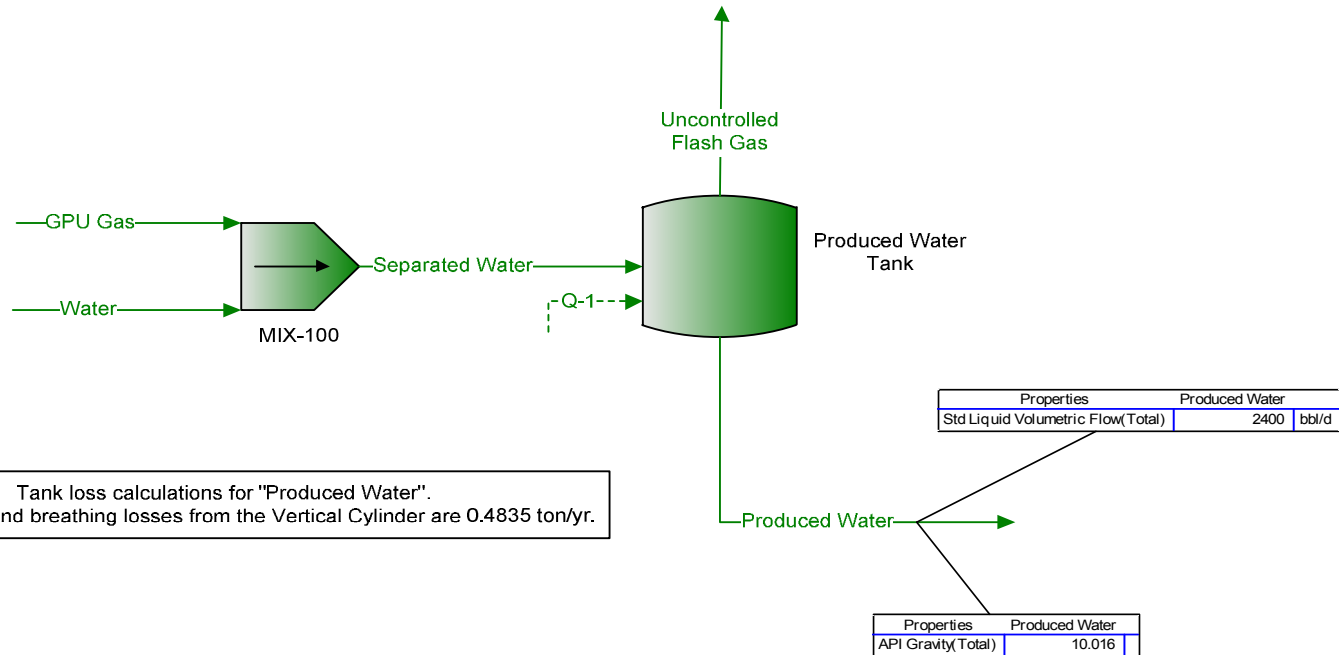 Uncontrolled
Flash Gas
GPU Gas
Separated Water
Produced Water
Tank
Q-1
Water
MIX-100
Properties Produced Water
Std Liquid Volumetric Flow(Total) 2400 bbl/d
Tank loss calculations for "Produced Water".
nd breathing losses from the Vertical Cylinder are 0.4835 ton/yr.
Produced Water
Properties Produced Water
API Gravity(Total) 10.016